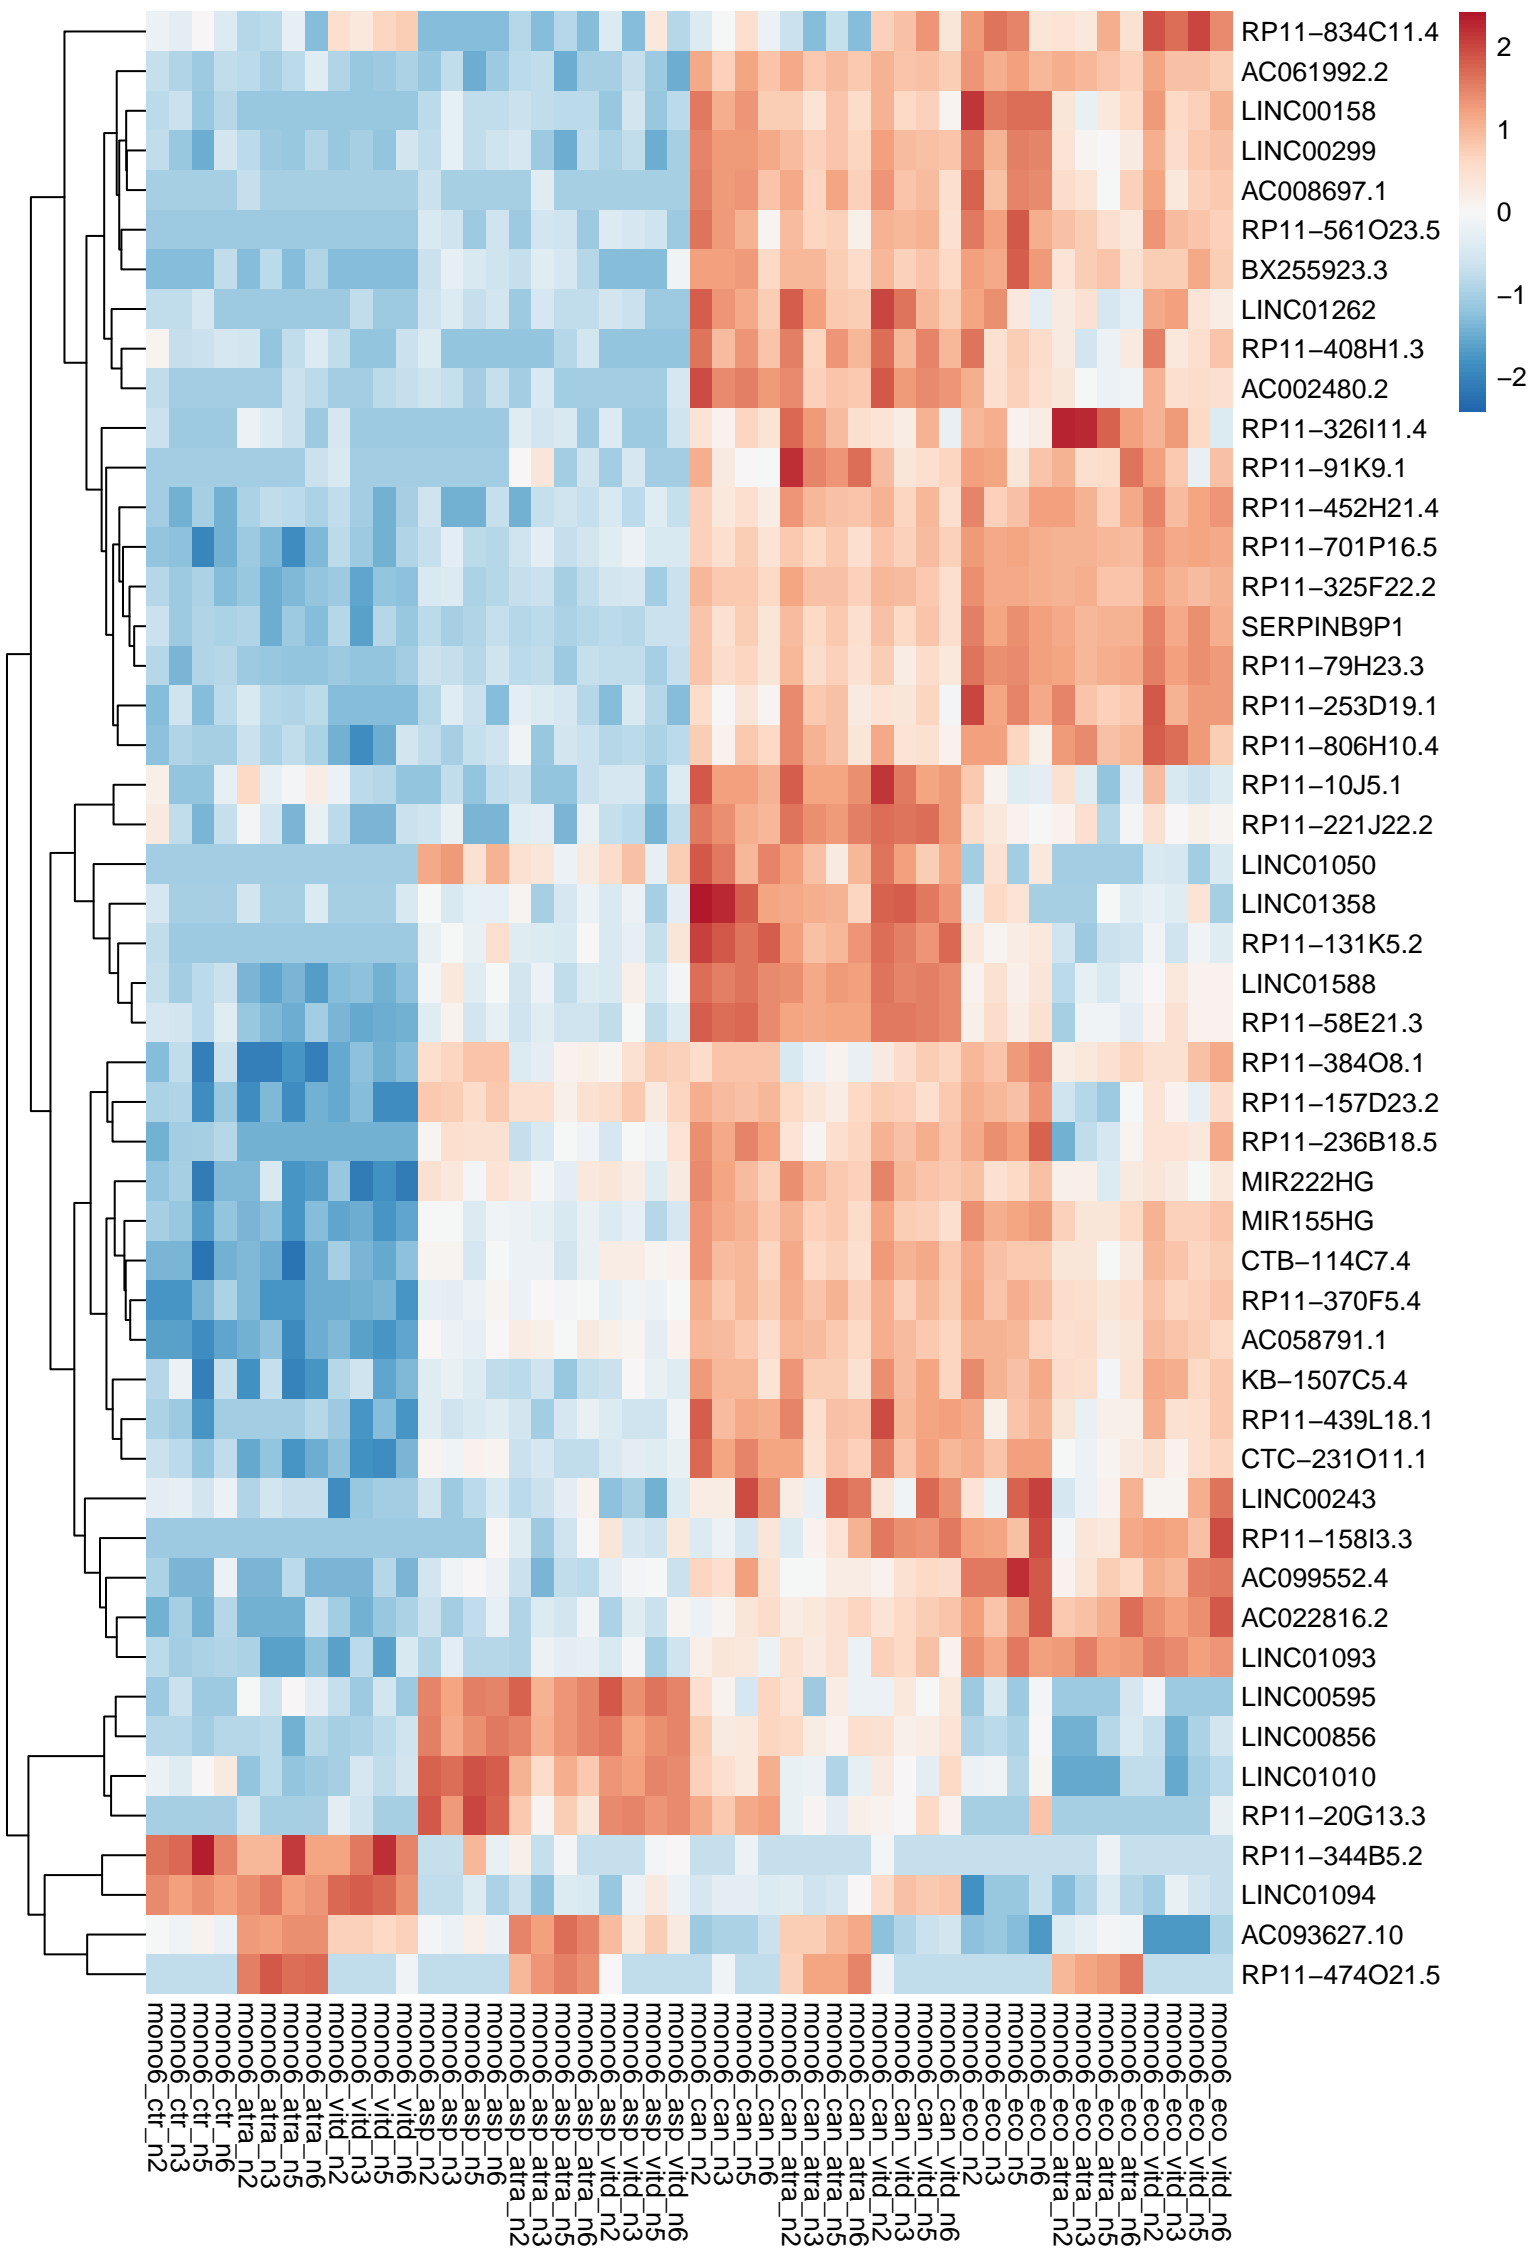 RP11−834C11.4
AC061992.2
LINC00158
LINC00299
AC008697.1
RP11−561O23.5
BX255923.3
LINC01262
RP11−408H1.3
AC002480.2
RP11−326I11.4
RP11−91K9.1
RP11−452H21.4
RP11−701P16.5
RP11−325F22.2
SERPINB9P1
RP11−79H23.3
RP11−253D19.1
RP11−806H10.4
RP11−10J5.1
RP11−221J22.2
LINC01050
LINC01358
RP11−131K5.2
LINC01588
RP11−58E21.3
RP11−384O8.1
RP11−157D23.2
RP11−236B18.5
MIR222HG
MIR155HG
CTB−114C7.4
RP11−370F5.4
AC058791.1
KB−1507C5.4
RP11−439L18.1
CTC−231O11.1
LINC00243
RP11−158I3.3
AC099552.4
AC022816.2
LINC01093
LINC00595
LINC00856
LINC01010
RP11−20G13.3
RP11−344B5.2
LINC01094
AC093627.10
RP11−474O21.5
2
1
0
−1
−2
mono6_ctr_n2
mono6_ctr_n3
mono6_ctr_n5
mono6_ctr_n6
mono6_atra_n2
mono6_atra_n3
mono6_atra_n5
mono6_atra_n6
mono6_vitd_n2
mono6_vitd_n3
mono6_vitd_n5
mono6_vitd_n6
mono6_asp_n2
mono6_asp_n3
mono6_asp_n5
mono6_asp_n6
mono6_asp_atra_n2
mono6_asp_atra_n3
mono6_asp_atra_n5
mono6_asp_atra_n6
mono6_asp_vitd_n2
mono6_asp_vitd_n3
mono6_asp_vitd_n5
mono6_asp_vitd_n6
mono6_can_n2
mono6_can_n3
mono6_can_n5
mono6_can_n6
mono6_can_atra_n2
mono6_can_atra_n3
mono6_can_atra_n5
mono6_can_atra_n6
mono6_can_vitd_n2
mono6_can_vitd_n3
mono6_can_vitd_n5
mono6_can_vitd_n6
mono6_eco_n2
mono6_eco_n3
mono6_eco_n5
mono6_eco_n6
mono6_eco_atra_n2
mono6_eco_atra_n3
mono6_eco_atra_n5
mono6_eco_atra_n6
mono6_eco_vitd_n2
mono6_eco_vitd_n3
mono6_eco_vitd_n5
mono6_eco_vitd_n6